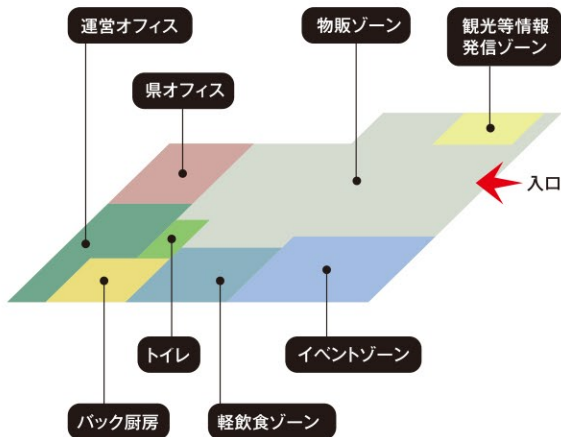 運営オフィス
物販ゾーン
観光等情報
発信ゾーン
県オフィス
入口
トイレ
イベントゾーン
バック厨房
軽飲食ゾーン